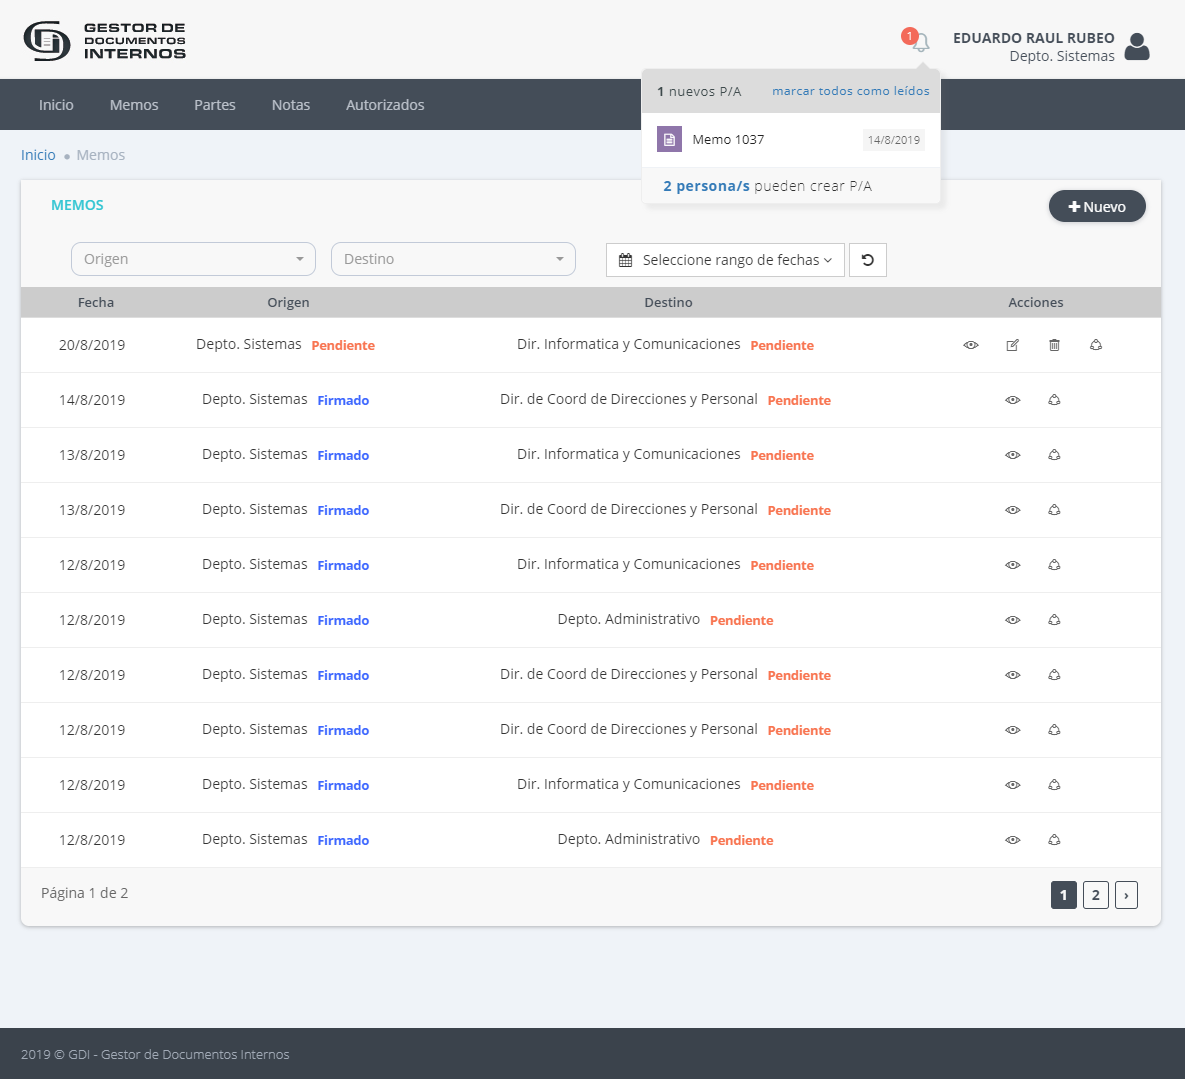 GESTOR DE
DOCUMENTOS
INTERNOS
1
EDUARDO RAUL RUBEO
Depto. Sistemas
Inicio Memos Partes Notas Autorizados
1 nuevos P/A marcar todos como leídos
Memo 1037 14/8/2019
2 persona/s pueden crear P/A
Inicio Memos
MEMOS
Nuevo
Origen Destino Seleccione rango de fechas
Fecha Origen Destino Acciones
20/8/2019 Depto. Sistemas Pendiente Dir. Informatica y Comunicaciones Pendiente
14/8/2019 Depto. Sistemas Firmado Dir. de Coord de Direcciones y Personal Pendiente
13/8/2019 Depto. Sistemas Firmado Dir. Informatica y Comunicaciones Pendiente
13/8/2019 Depto. Sistemas Firmado Dir. de Coord de Direcciones y Personal Pendiente
12/8/2019 Depto. Sistemas Firmado Dir. Informatica y Comunicaciones Pendiente
12/8/2019 Depto. Sistemas Firmado Depto. Administrativo Pendiente
12/8/2019 Depto. Sistemas Firmado Dir. de Coord de Direcciones y Personal Pendiente
12/8/2019 Depto. Sistemas Firmado Dir. de Coord de Direcciones y Personal Pendiente
12/8/2019 Depto. Sistemas Firmado Dir. Informatica y Comunicaciones Pendiente
12/8/2019 Depto. Sistemas Firmado Depto. Administrativo Pendiente
Página 1 de 2 1 2 ›
2019 © GDI - Gestor de Documentos Internos